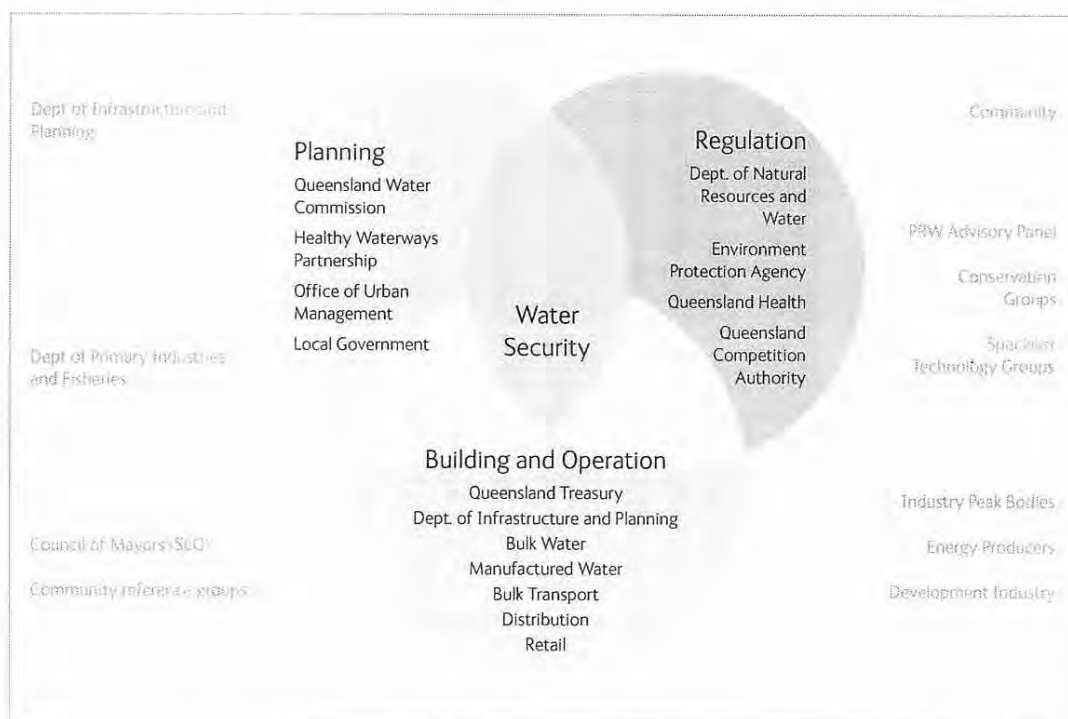 Dept of Infrastructure and
Planning
Dept of Primary Industries
and Fisheries
Council of Mayors
Community reference groups
Planning
Queensland Water
Commission
Healthy Waterways
Partnership
Office of Urban
Management
Local Government
Water
Security
Regulation
Dept. of Natural
Resources and
Water
Environment
Protection Agency
Queensland Health
Queensland
Competition
Authority
Building and Operation
Queensland Treasury
Dept. of Infrastructure and Planning
Bulk Water
Manufactured Water
Bulk Transport
Distribution
Retail
Community
PRW Advisory Panel
Conservation
Groups
Specialist
Technology Groups
Industry Peak Bodies
Energy Producers
Development Industry